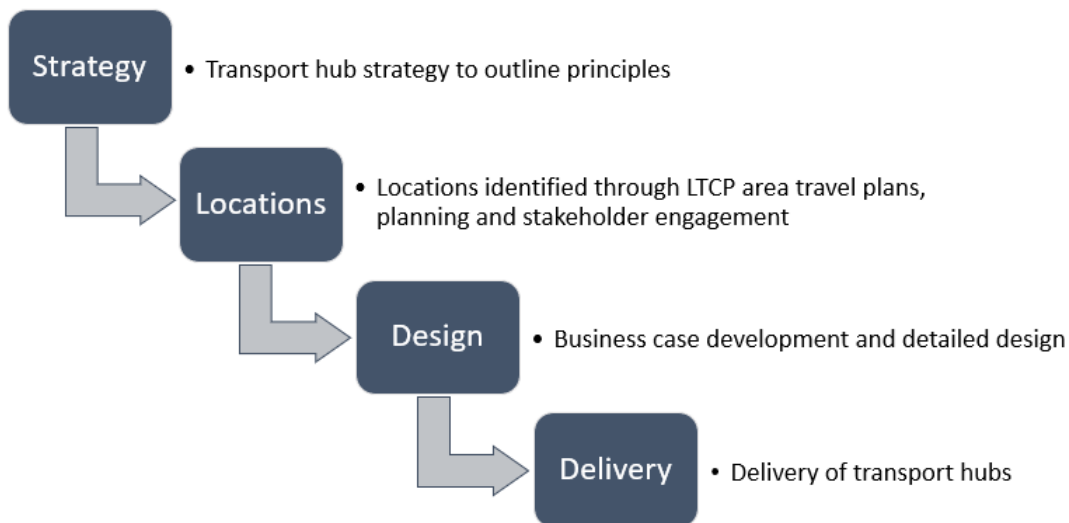 Strategy
• Transport hub strategy to outline principles
Locations
• Locations identified through LTCP area travel plans,
planning and stakeholder engagement
Design
• Business case development and detailed design
Delivery
• Delivery of transport hubs